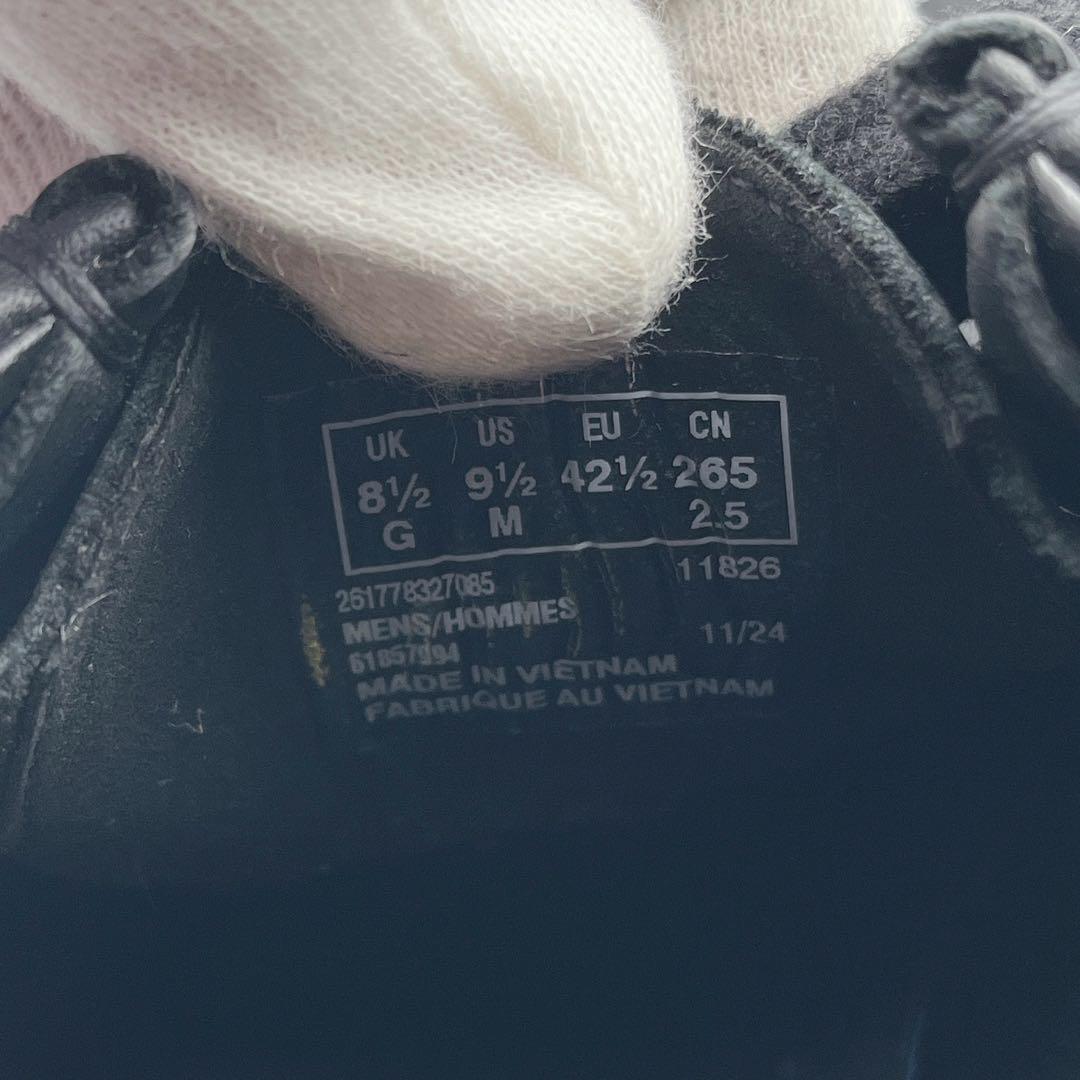 UK US EU CN
8½ 9½ 42½ 265
G M 2.5
261778327085 11826
MENS/HOMMES
61857994 11/24
MADE IN VIETNAM
FABRIQUE AU VIETNAM